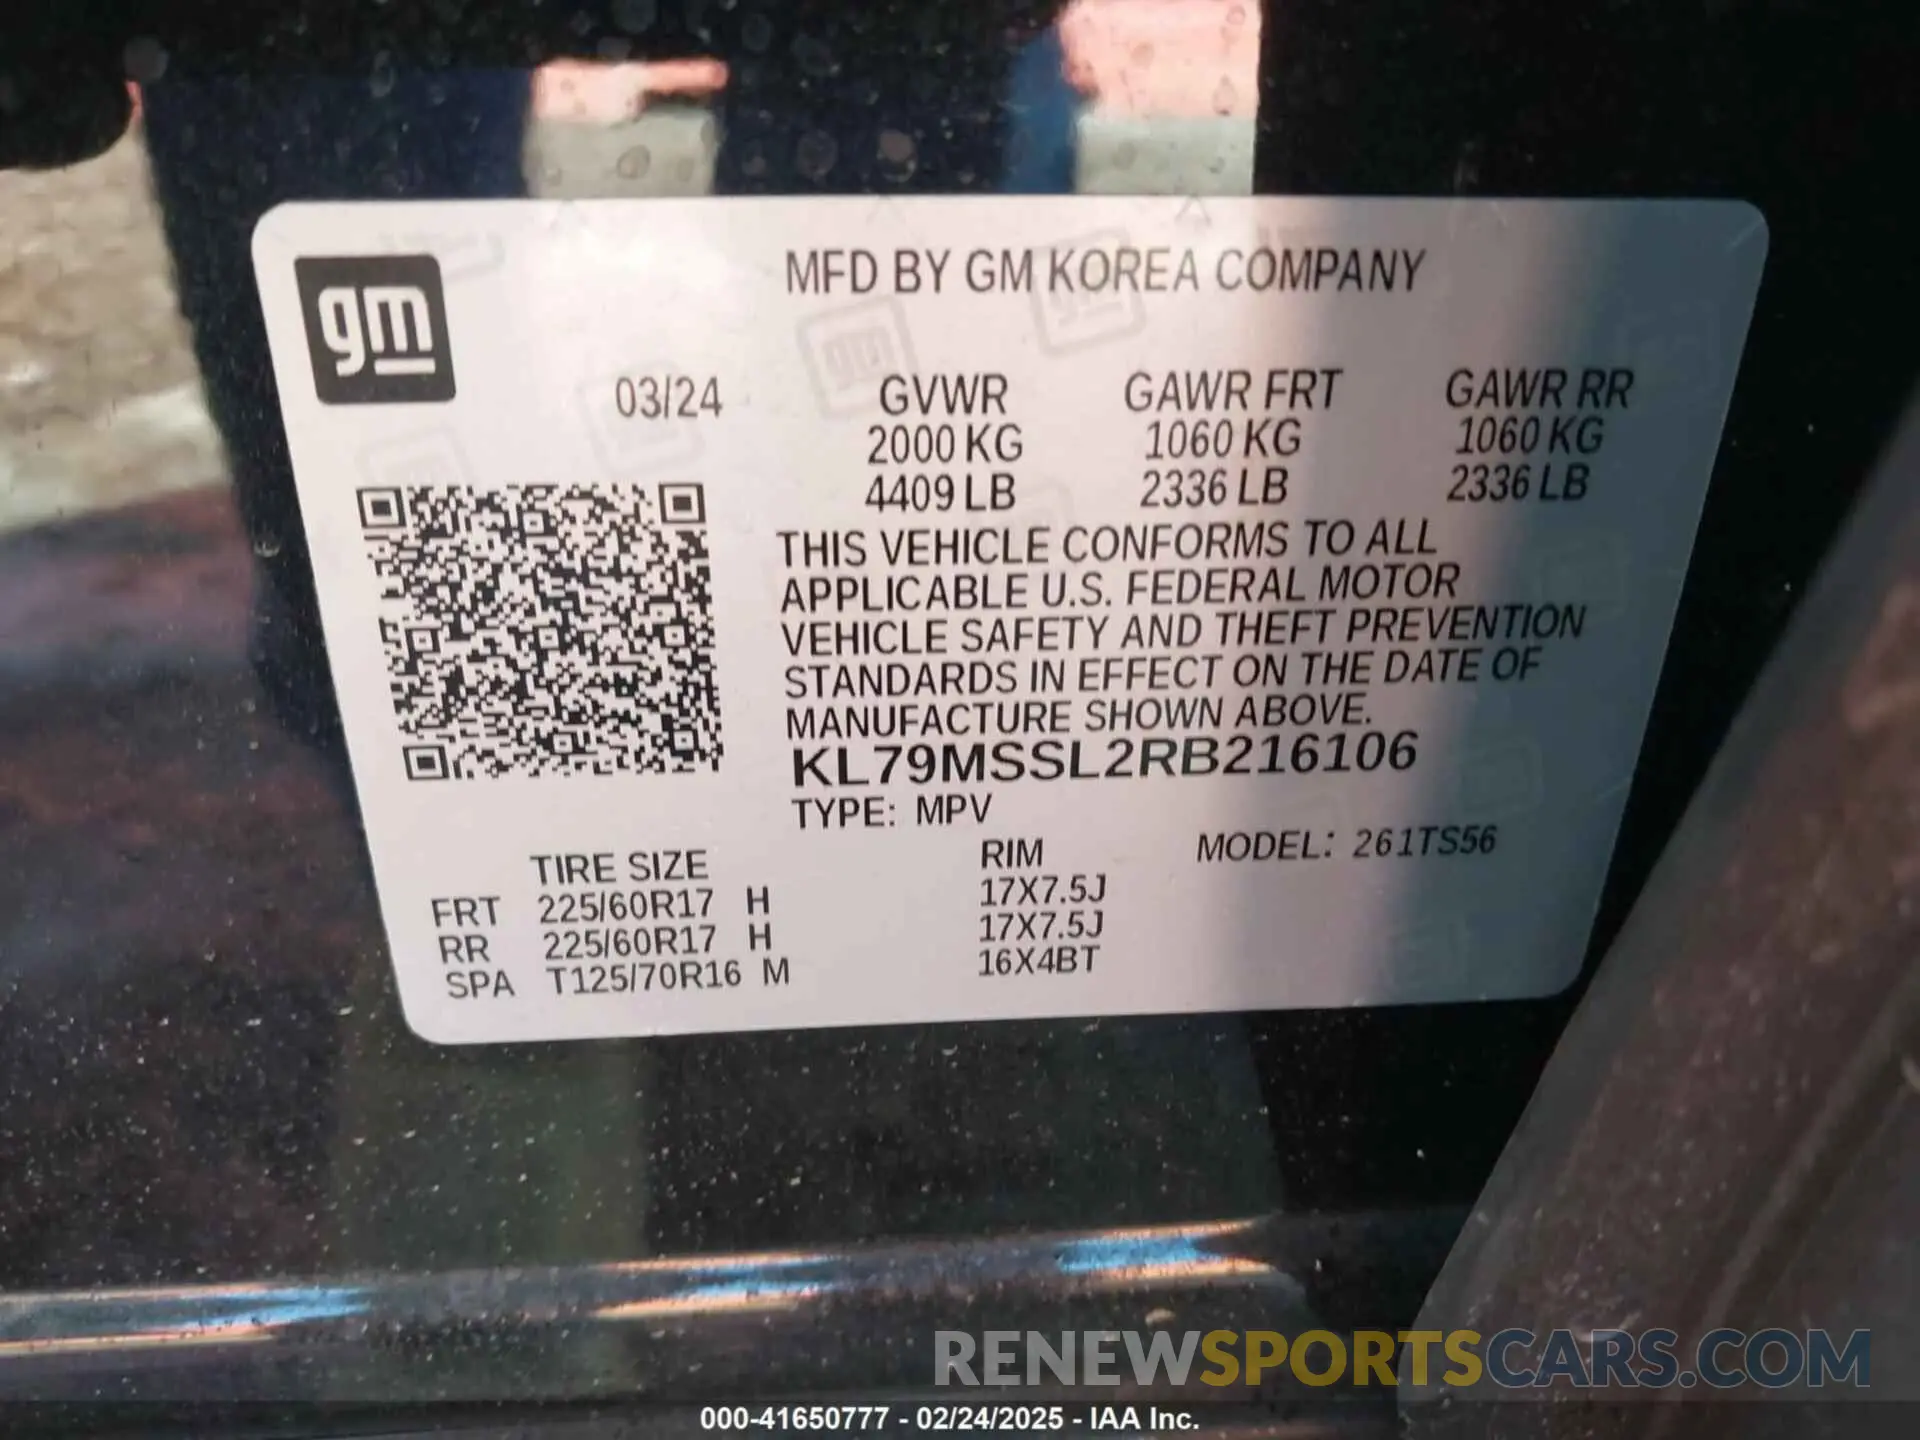 gm
MFD BY GM KOREA COMPANY
03/24 GVWR GAWR FRT GAWR RR
2000 KG 1060 KG 1060 KG
4409 LB 2336 LB 2336 LB
THIS VEHICLE CONFORMS TO ALL
APPLICABLE U.S. FEDERAL MOTOR
VEHICLE SAFETY AND THEFT PREVENTION
STANDARDS IN EFFECT ON THE DATE OF
MANUFACTURE SHOWN ABOVE.
KL79MSSL2RB216106
TYPE: MPV
TIRE SIZE RIM MODEL: 261TS56
FRT 225/60R17 H 17X7.5J
RR 225/60R17 H 17X7.5J
SPA T125/70R16 M 16X4BT
RENEWSPORTSCARS.COM
000-41650777 - 02/24/2025 - IAA Inc.